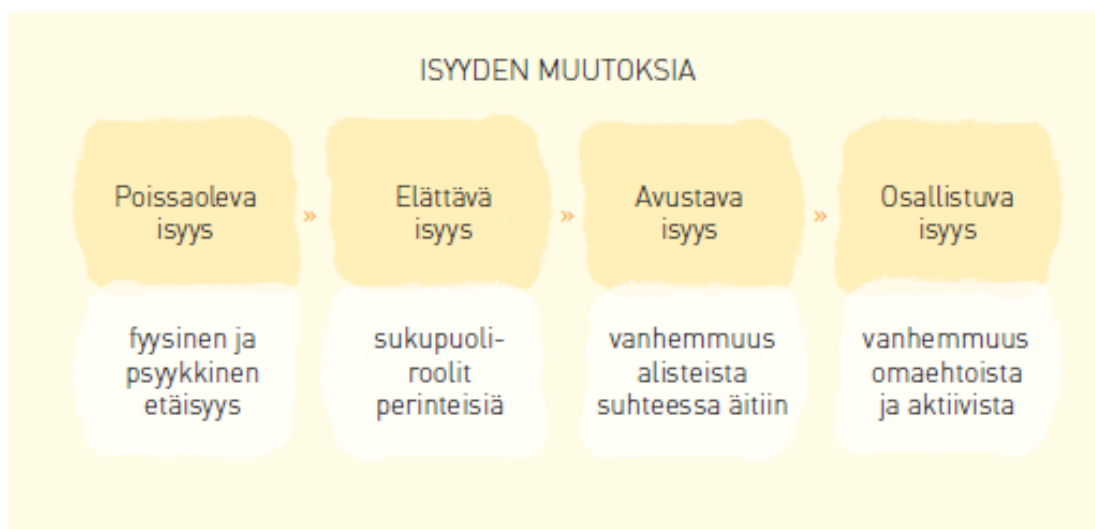 ISYYDEN MUUTOKSIA
Poissaoleva
isyys
»
Elättävä
isyys
»
Avustava
isyys
»
Osallistuva
isyys
fyysinen ja
psyykkinen
etäisyys
sukupuoli-
roolit
perinteisiä
vanhemmuus
alisteista
suhteessa äitiin
vanhemmuus
omaehtoista
ja aktiivista